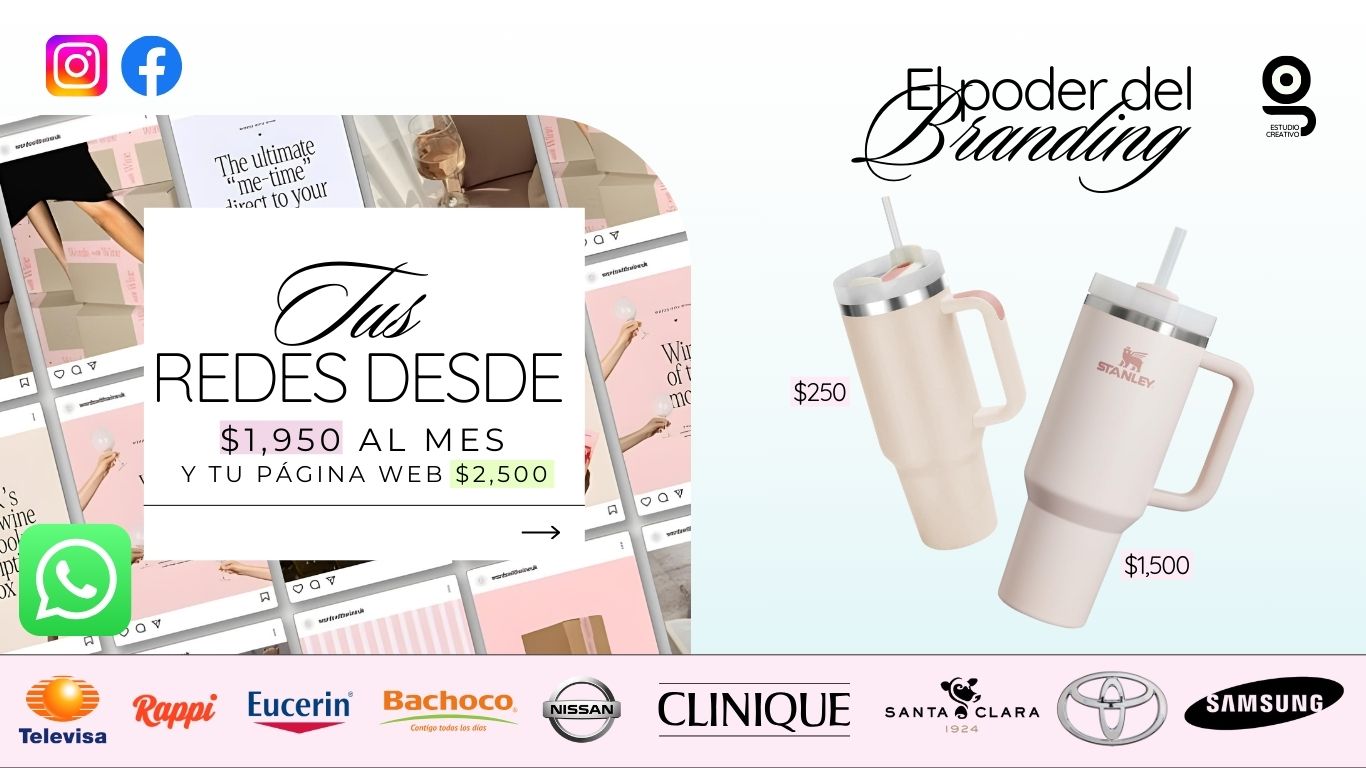 El poder del
Branding
ESTUDIO
CREATIVO
wordswithwineuk
The ultimate
“me-time”
direct to your
Tus
REDES DESDE
$1,950 AL MES
Y TU PÁGINA WEB $2,500
$250
STANLEY
$1,500
Televisa
Rappi
Eucerin®
Bachoco®
Contigo todos los días
NISSAN
CLINIQUE
SANTA CLARA
1924
SAMSUNG